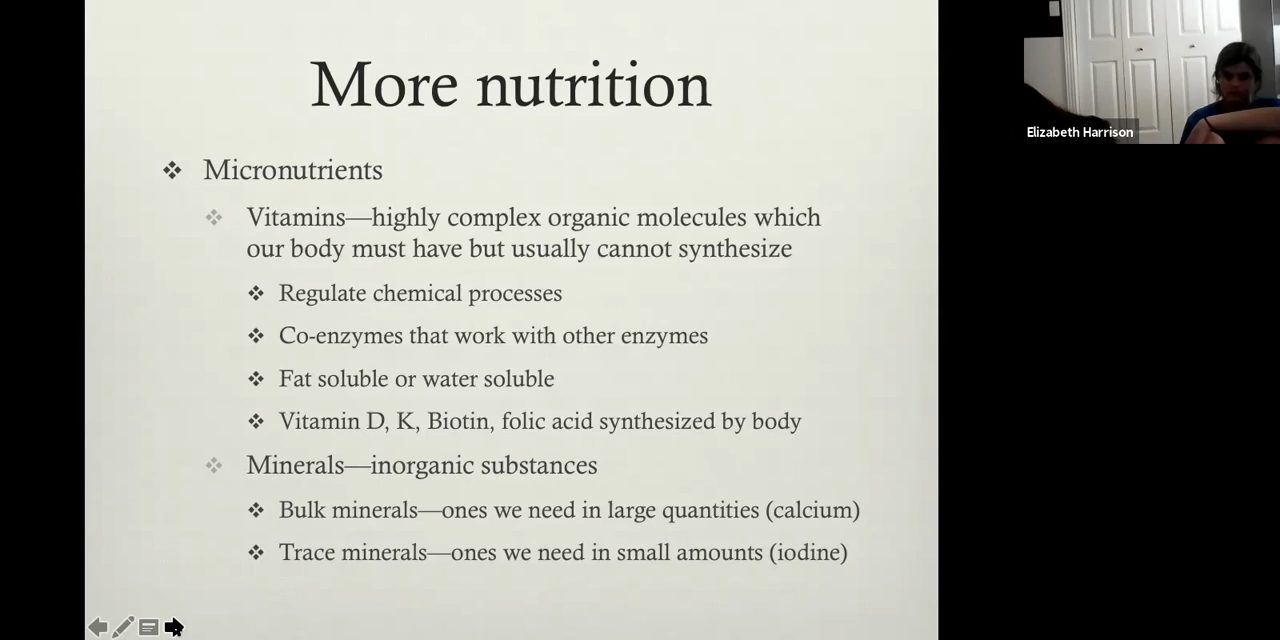 More nutrition
Micronutrients
Vitamins—highly complex organic molecules which
our body must have but usually cannot synthesize
Regulate chemical processes
Co-enzymes that work with other enzymes
Fat soluble or water soluble
Vitamin D, K, Biotin, folic acid synthesized by body
Minerals—inorganic substances
Bulk minerals—ones we need in large quantities (calcium)
Trace minerals—ones we need in small amounts (iodine)
Elizabeth Harrison